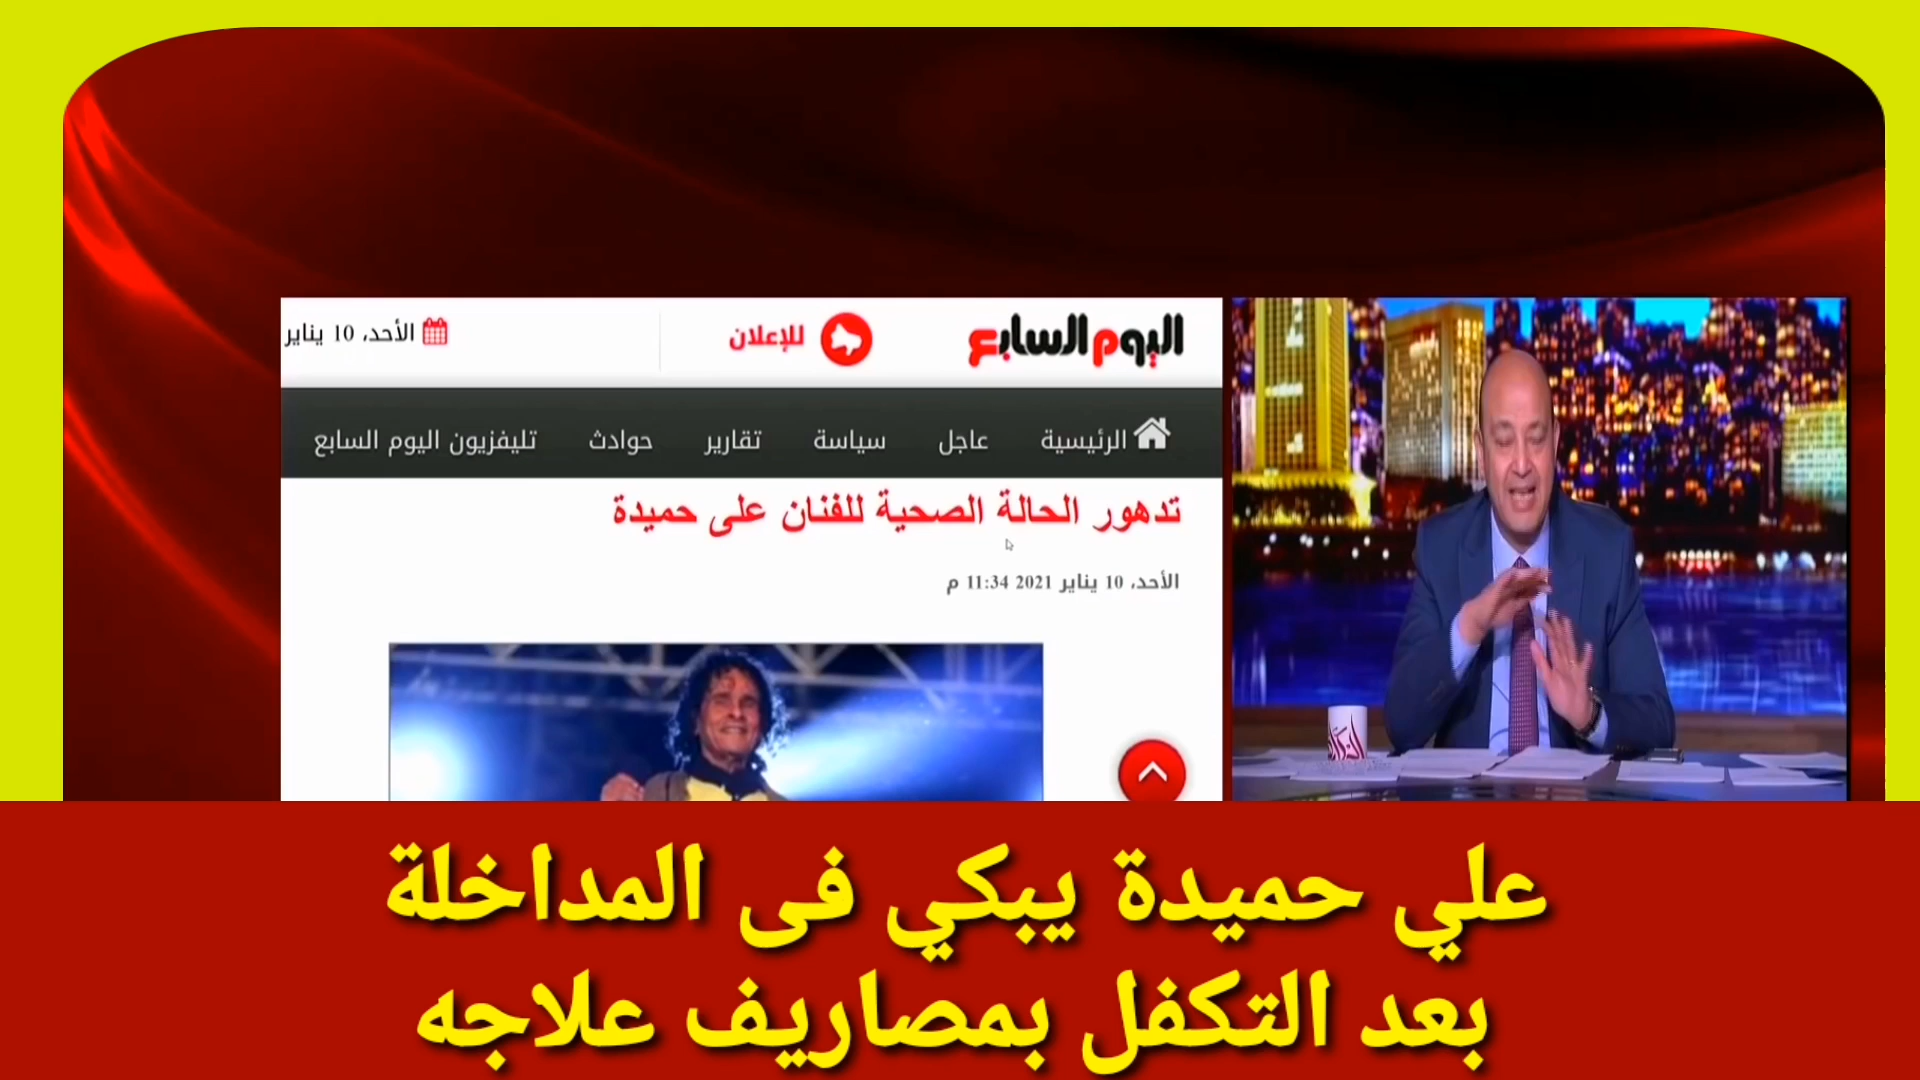 اليوم السابع
للإعلان
الأحد، 10 يناير
الرئيسية عاجل سياسة تقارير حوادث تليفزيون اليوم السابع
تدهور الحالة الصحية للفنان على حميدة
الأحد، 10 يناير 2021 11:34 م
علي حميدة يبكي فى المداخلة
بعد التكفل بمصاريف علاجه